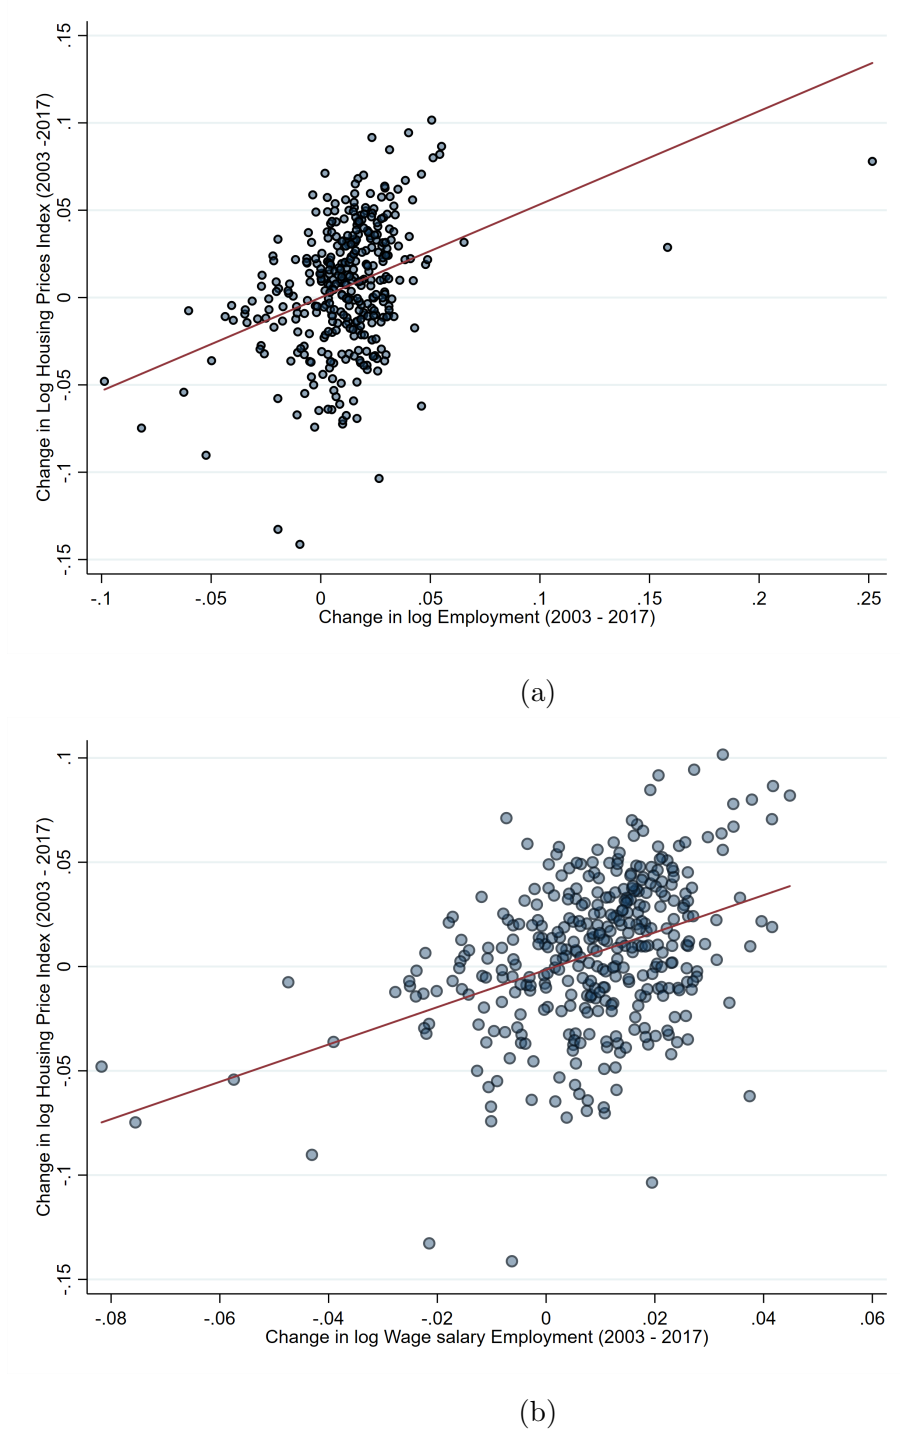 Change in Log Housing Prices Index (2003 -2017)
.15
.1
.05
0
-.05
-.1
-.15
-.1 -.05 0 .05 .1 .15 .2 .25
Change in log Employment (2003 - 2017)
(a)
Change in log Housing Price Index (2003 - 2017)
.1
.05
0
-.05
-.1
-.15
-.08 -.06 -.04 -.02 0 .02 .04 .06
Change in log Wage salary Employment (2003 - 2017)
(b)